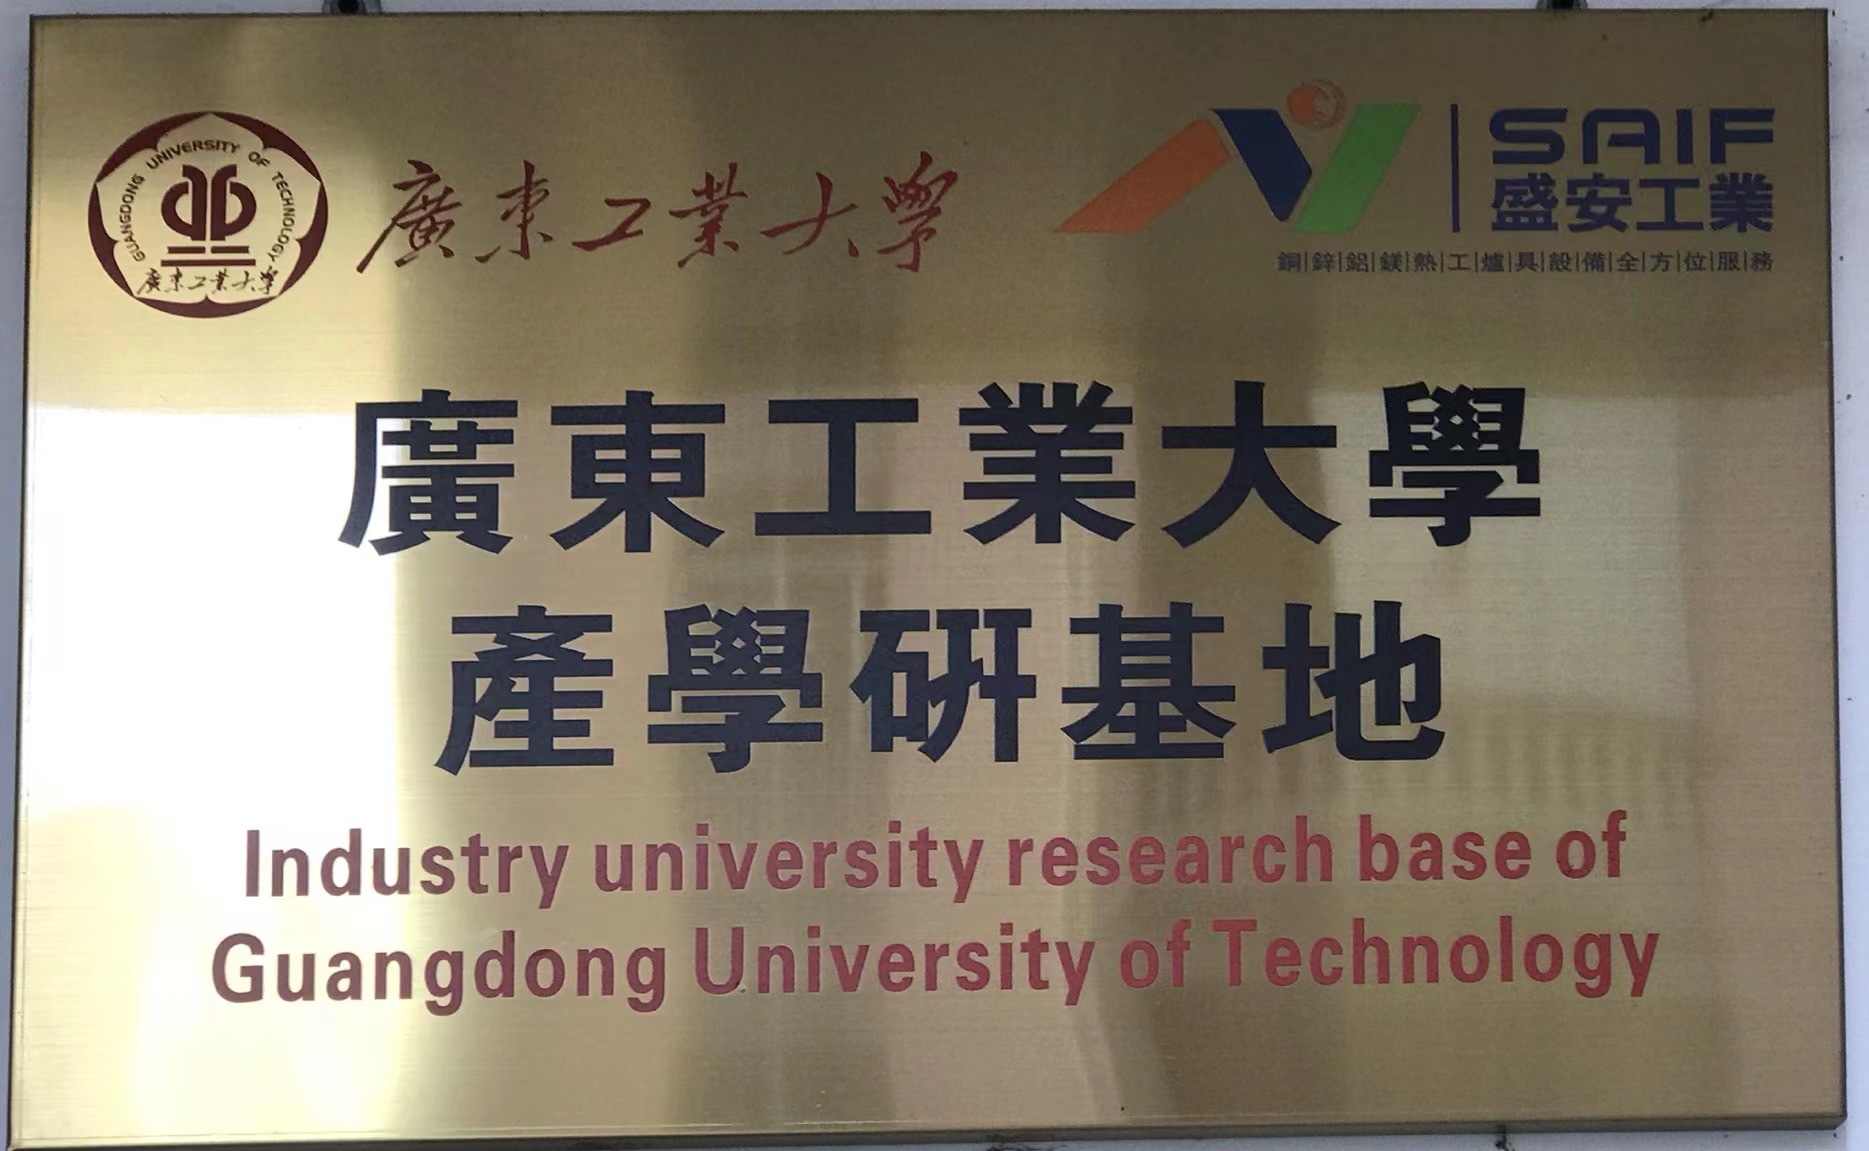 GUANGDONG UNIVERSITY OF TECHNOLOGY
廣東工業大學
廣東工業大學
SAIF
盛安工業
銅|鋅|鋁|鎂|熱|工|爐|具|設|備|全|方|位|服|務
廣東工業大學
產學研基地
Industry university research base of
Guangdong University of Technology